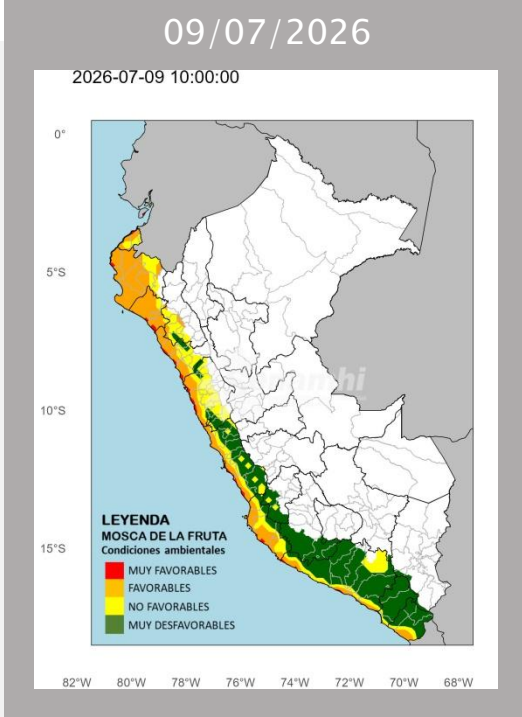 09/07/2026
2026-07-09 10:00:00
0°
5°S
10°S
15°S
LEYENDA
MOSCA DE LA FRUTA
Condiciones ambientales
MUY FAVORABLES
FAVORABLES
NO FAVORABLES
MUY DESFAVORABLES
82°W 80°W 78°W 76°W 74°W 72°W 70°W 68°W